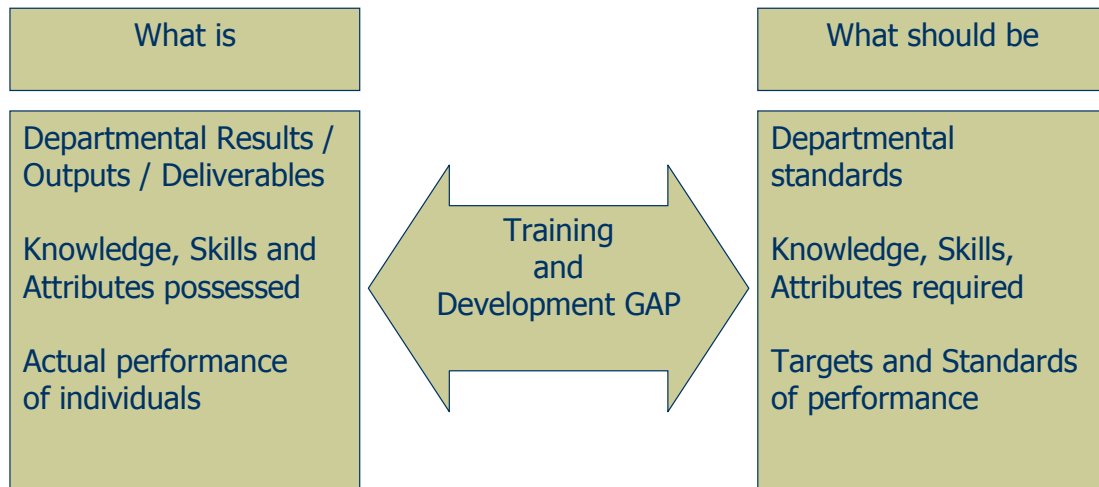 What is
What should be
Departmental Results /
Outputs / Deliverables
Knowledge, Skills and
Attributes possessed
Actual performance
of individuals
Training
and
Development GAP
Departmental
standards
Knowledge, Skills,
Attributes required
Targets and Standards
of performance